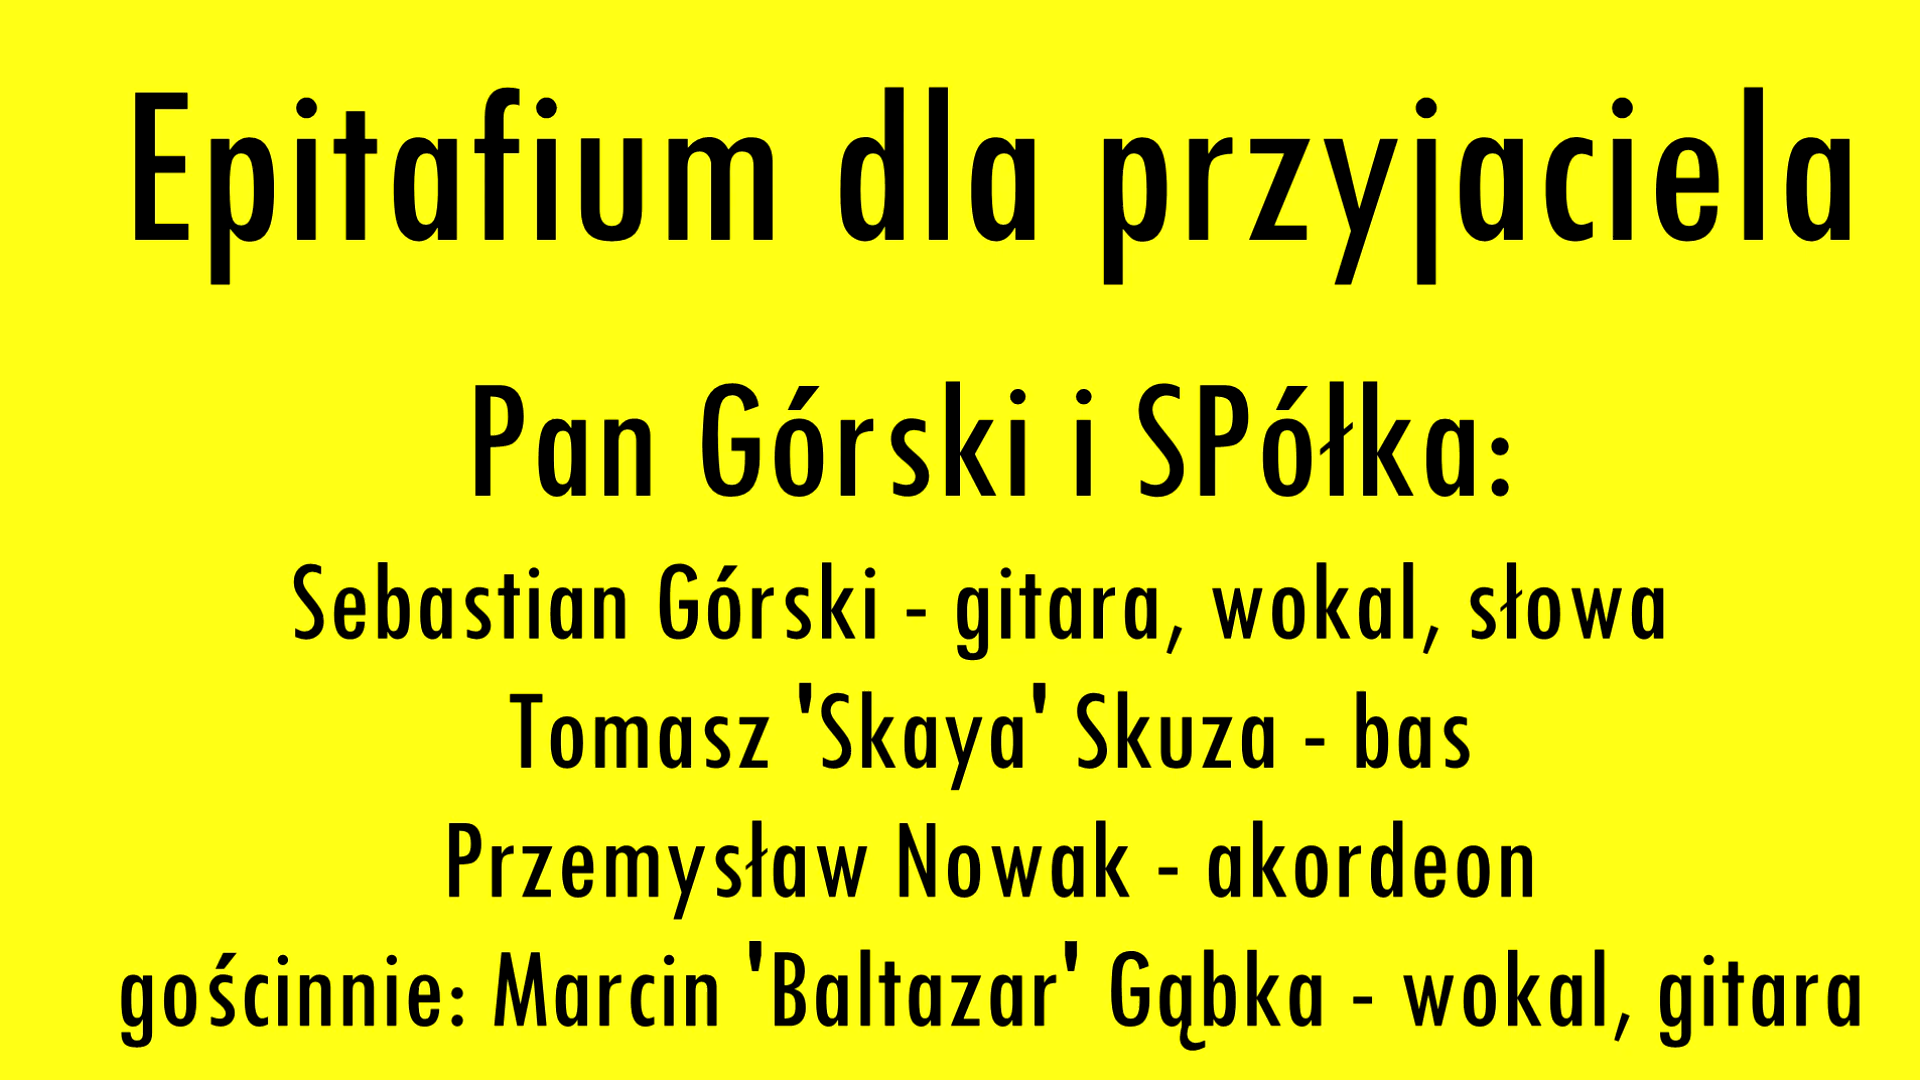 Epitafium dla przyjaciela
Pan Górski i SPółka:
Sebastian Górski - gitara, wokal, słowa
Tomasz 'Skaya' Skuza - bas
Przemysław Nowak - akordeon
gościnnie: Marcin 'Baltazar' Gąbka - wokal, gitara